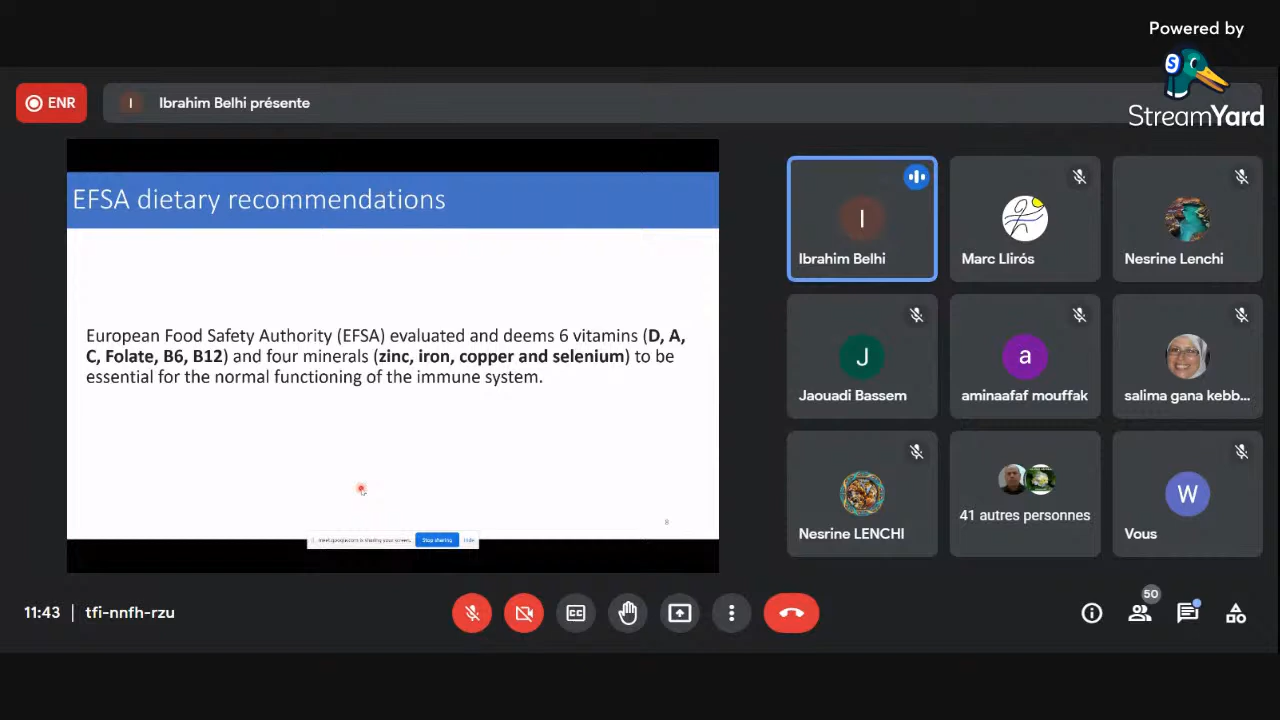 Powered by
StreamYard
ENR
I
Ibrahim Belhi présente
EFSA dietary recommendations
European Food Safety Authority (EFSA) evaluated and deems 6 vitamins (D, A,
C, Folate, B6, B12) and four minerals (zinc, iron, copper and selenium) to be
essential for the normal functioning of the immune system.
8
Stop sharing
Hide
I
Ibrahim Belhi
Marc Llirós
Nesrine Lenchi
J
Jaouadi Bassem
a
aminaafaf mouffak
salima gana kebb...
Nesrine LENCHI
41 autres personnes
W
Vous
11:43
tfi-nnfh-rzu
50